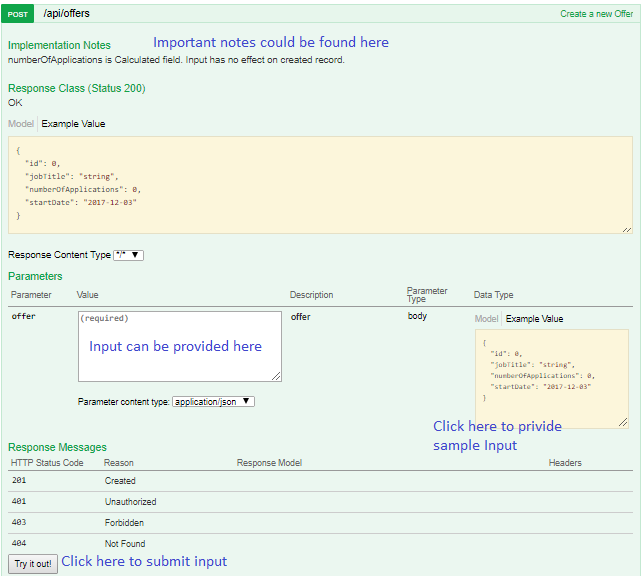 POST /api/offers Create a new Offer
Implementation Notes Important notes could be found here
numberOfApplications is Calculated field. Input has no effect on created record.
Response Class (Status 200)
OK
Model Example Value
{
"id": 0,
"jobTitle": "string",
"numberOfApplications": 0,
"startDate": "2017-12-03"
}
Response Content Type */*
Parameters
Parameter Value Description Parameter Type Data Type
offer (required) offer body Model Example Value
Input can be provided here
{
"id": 0,
"jobTitle": "string",
"numberOfApplications": 0,
"startDate": "2017-12-03"
}
Parameter content type: application/json
Click here to privide
sample Input
Response Messages
HTTP Status Code Reason Response Model Headers
201 Created
401 Unauthorized
403 Forbidden
404 Not Found
Try it out! Click here to submit input